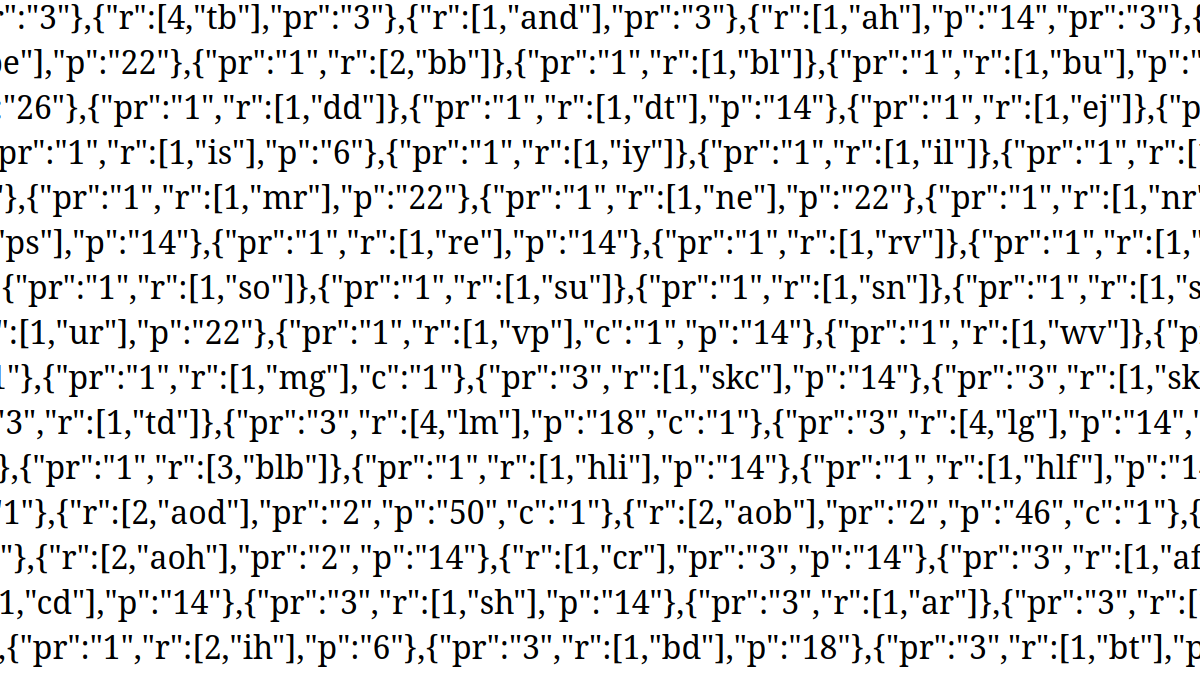 r":"3"},{"r":[4,"tb"],"pr":"3"},{"r":[1,"and"],"pr":"3"},{"r":[1,"ah"],"p":"14","pr":"3"},{
be"],"p":"22"},{"pr":"1","r":[2,"bb"]},{"pr":"1","r":[1,"bl"]},{"pr":"1","r":[1,"bu"],"p":"
:"26"},{"pr":"1","r":[1,"dd"]},{"pr":"1","r":[1,"dt"],"p":"14"},{"pr":"1","r":[1,"ej"]},{"p
pr":"1","r":[1,"is"],"p":"6"},{"pr":"1","r":[1,"iy"]},{"pr":"1","r":[1,"il"]},{"pr":"1","r":[
"},{"pr":"1","r":[1,"mr"],"p":"22"},{"pr":"1","r":[1,"ne"],"p":"22"},{"pr":"1","r":[1,"nr"
"ps"],"p":"14"},{"pr":"1","r":[1,"re"],"p":"14"},{"pr":"1","r":[1,"rv"]},{"pr":"1","r":[1,"
{"pr":"1","r":[1,"so"]},{"pr":"1","r":[1,"su"]},{"pr":"1","r":[1,"sn"]},{"pr":"1","r":[1,"s
":[1,"ur"],"p":"22"},{"pr":"1","r":[1,"vp"],"c":"1","p":"14"},{"pr":"1","r":[1,"wv"]},{"p
1"},{"pr":"1","r":[1,"mg"],"c":"1"},{"pr":"3","r":[1,"skc"],"p":"14"},{"pr":"3","r":[1,"sk
"3","r":[1,"td"]},{"pr":"3","r":[4,"lm"],"p":"18","c":"1"},{"pr":"3","r":[4,"lg"],"p":"14","
},{"pr":"1","r":[3,"blb"]},{"pr":"1","r":[1,"hli"],"p":"14"},{"pr":"1","r":[1,"hlf"],"p":"14
"1"},{"r":[2,"aod"],"pr":"2","p":"50","c":"1"},{"r":[2,"aob"],"pr":"2","p":"46","c":"1"},{
"},{"r":[2,"aoh"],"pr":"2","p":"14"},{"r":[1,"cr"],"pr":"3","p":"14"},{"pr":"3","r":[1,"af
1,"cd"],"p":"14"},{"pr":"3","r":[1,"sh"],"p":"14"},{"pr":"3","r":[1,"ar"]},{"pr":"3","r":[
,{"pr":"1","r":[2,"ih"],"p":"6"},{"pr":"3","r":[1,"bd"],"p":"18"},{"pr":"3","r":[1,"bt"],"p